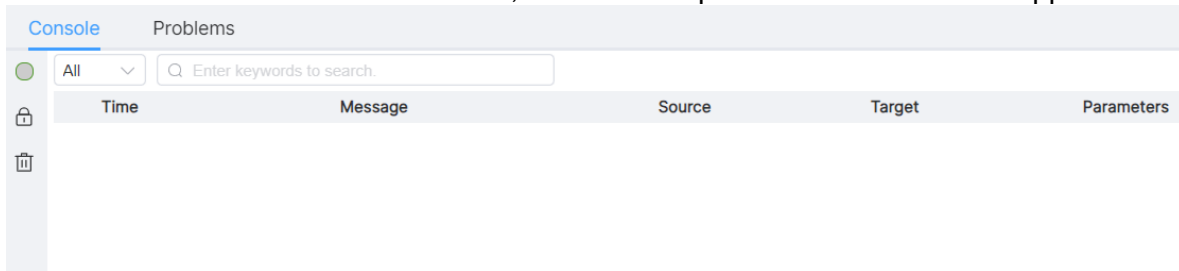 Console Problems
All Enter keywords to search.
Time Message Source Target Parameters